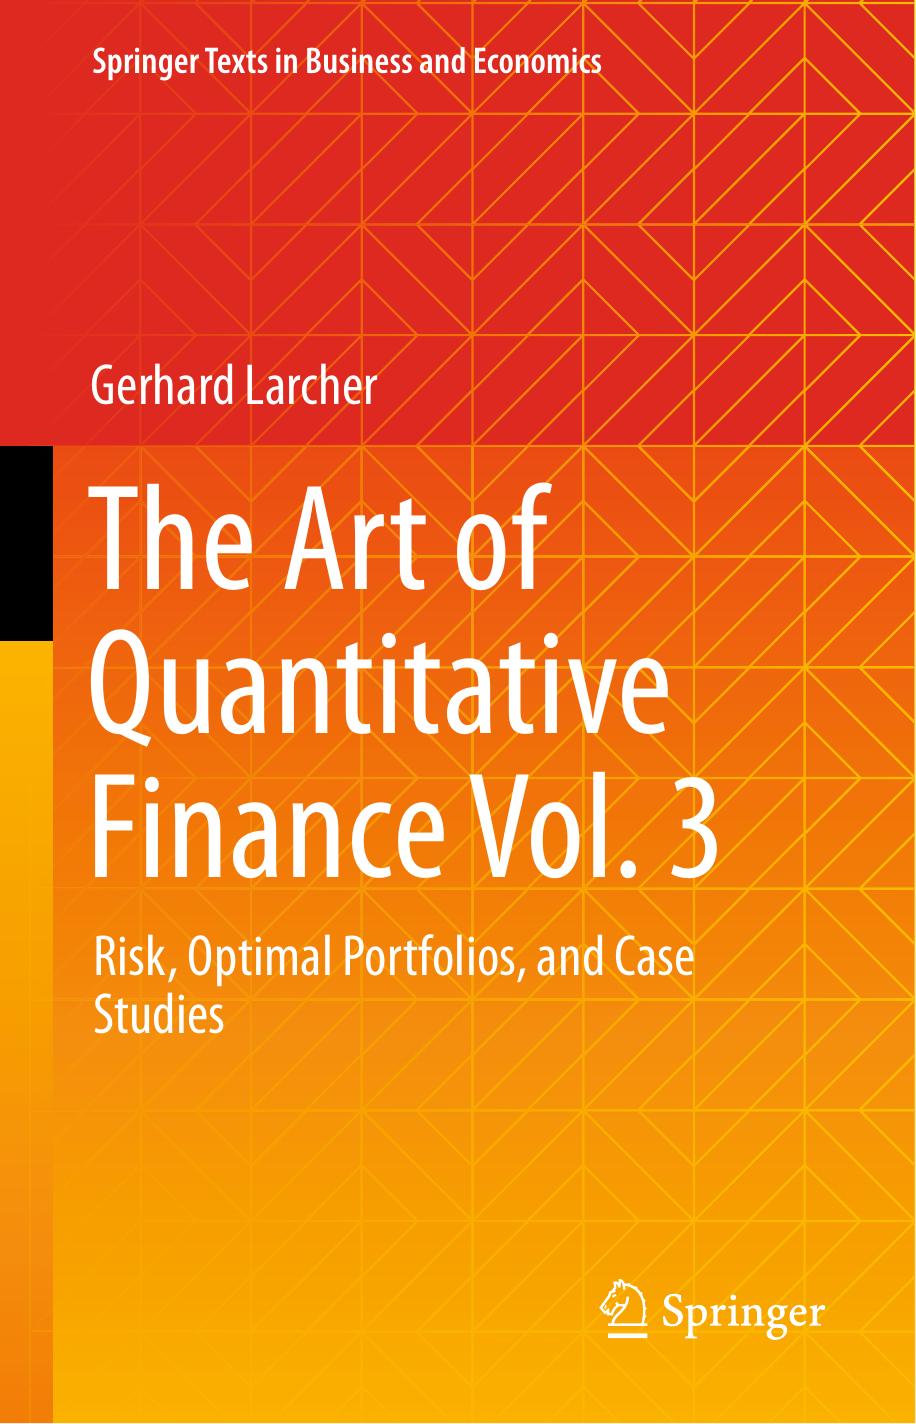 Springer Texts in Business and Economics
Gerhard Larcher
The Art of
Quantitative
Finance Vol. 3
Risk, Optimal Portfolios, and Case
Studies
Springer